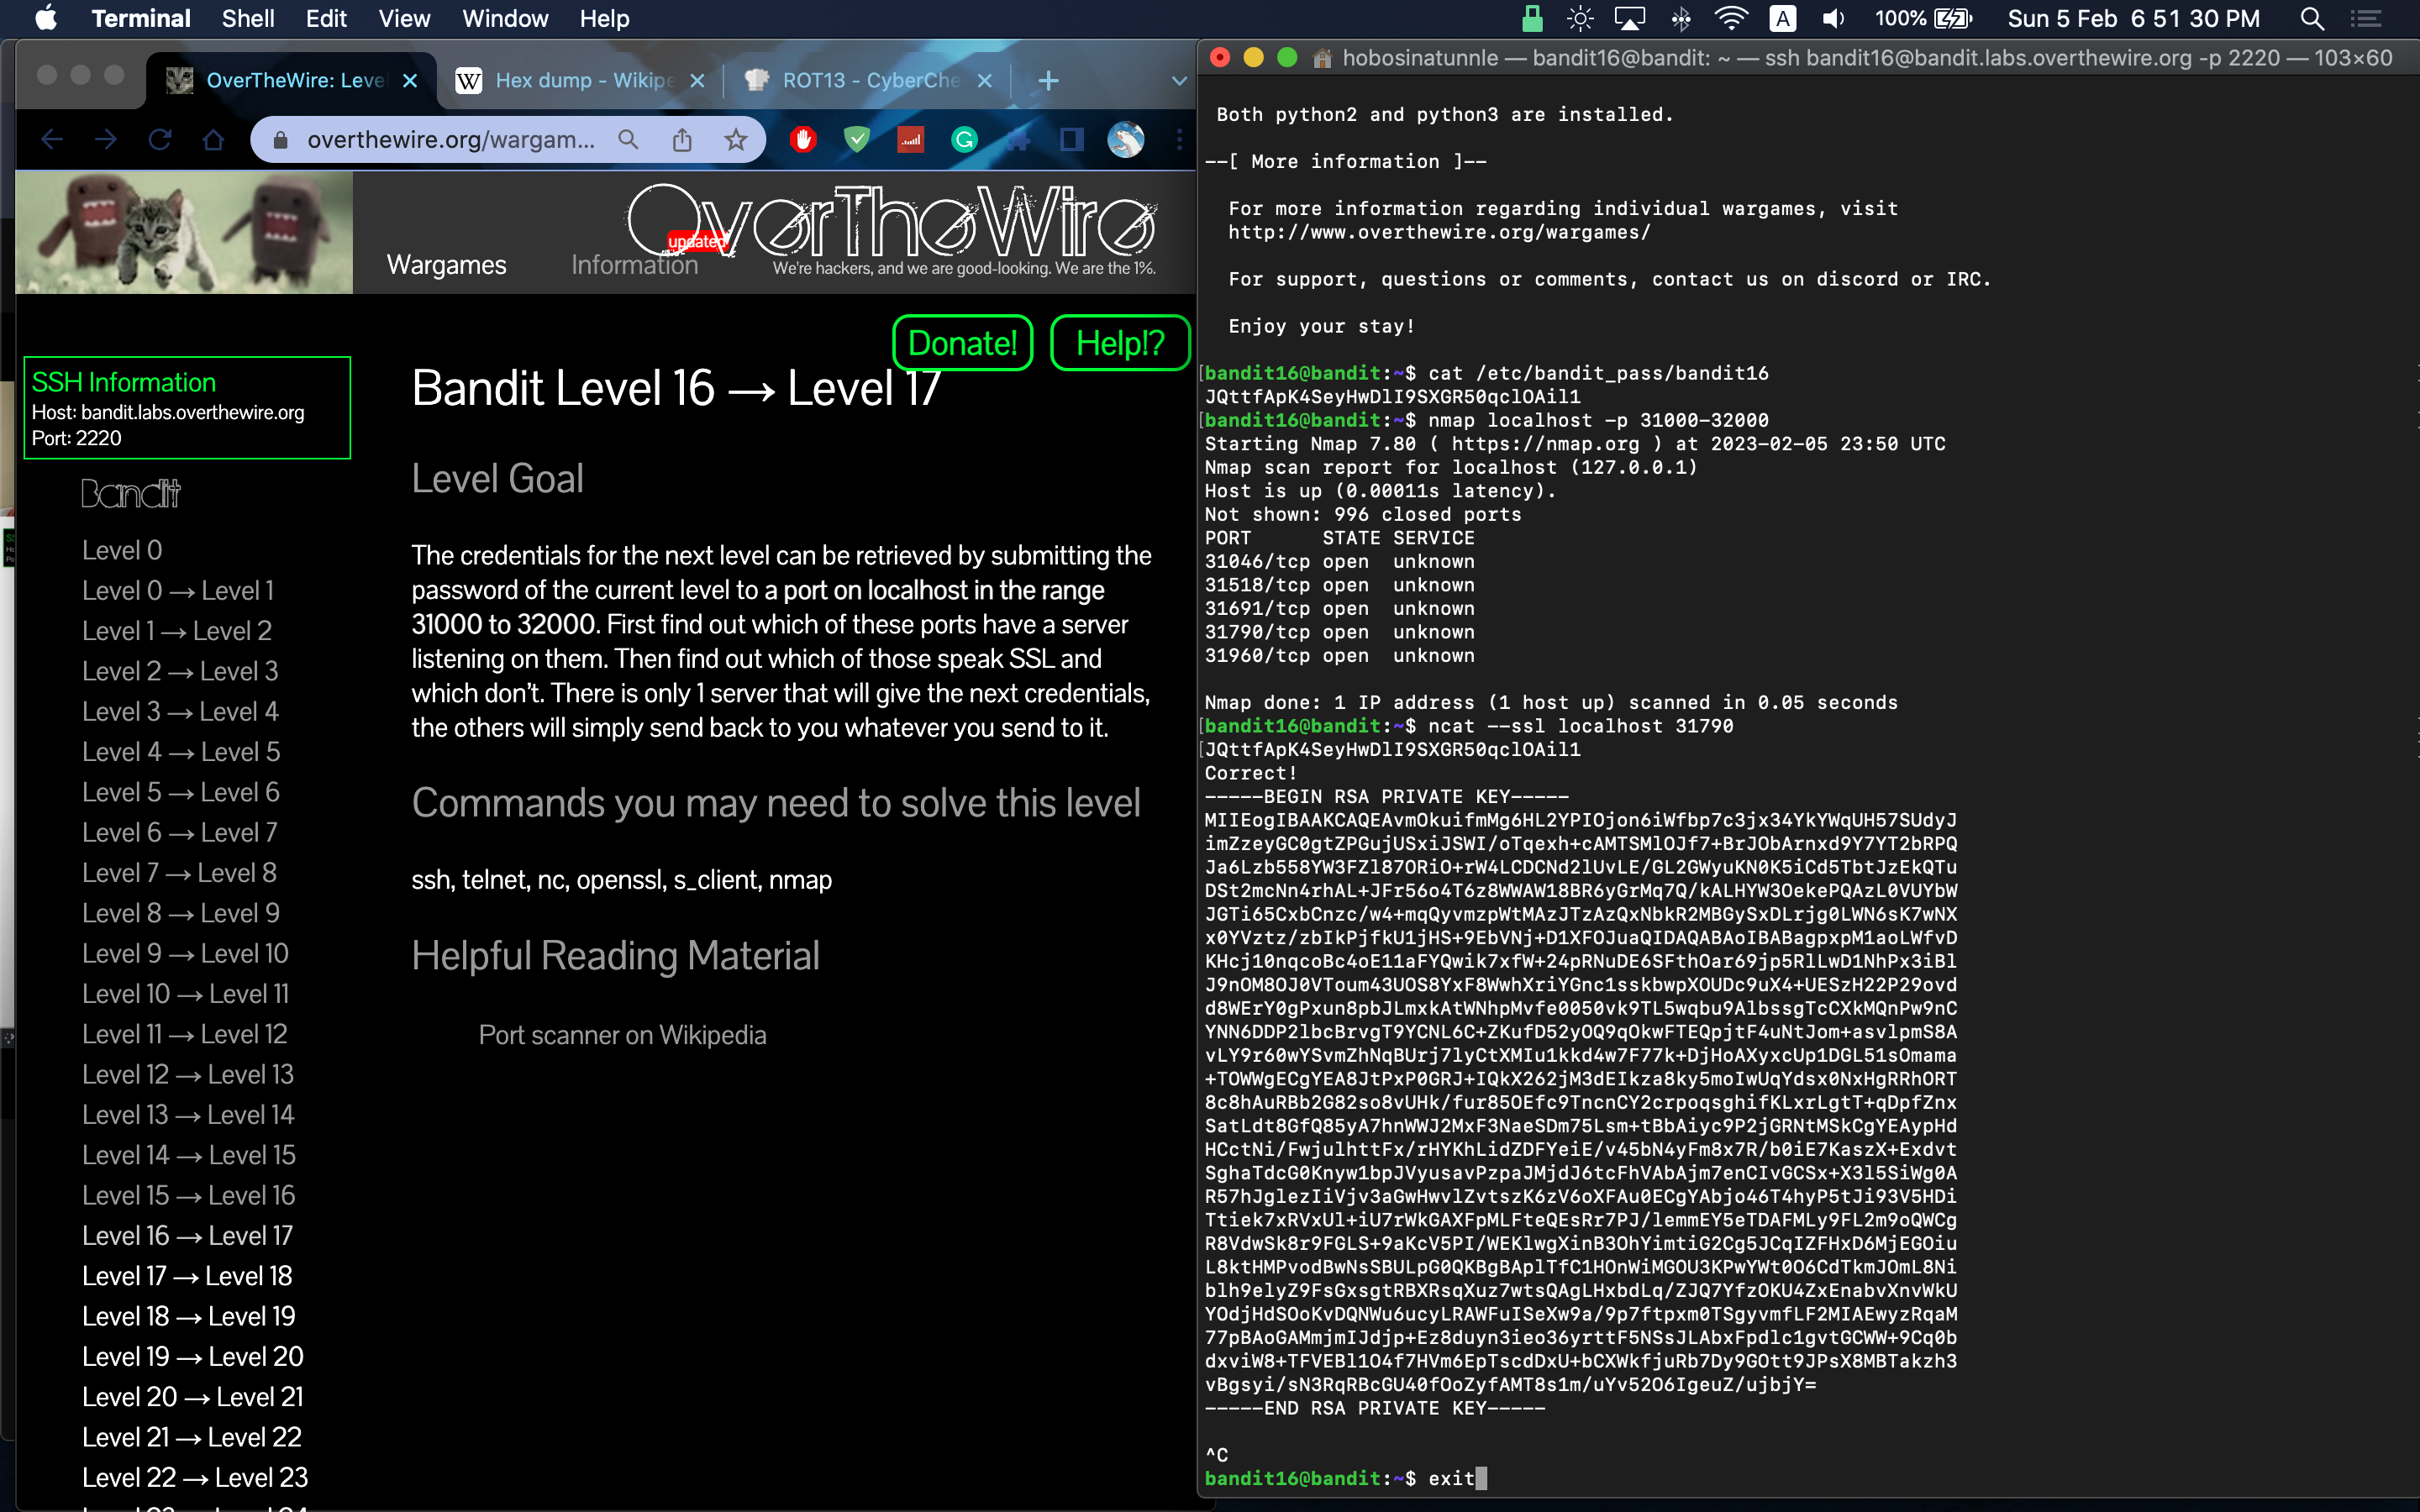 Terminal Shell Edit View Window Help
A 100% Sun 5 Feb 6 51 30 PM
OverTheWire: Leve
Hex dump - Wikipe
ROT13 - CyberChe
overthewire.org/wargam...
OverTheWire
updated
Wargames
Information
We're hackers, and we are good-looking. We are the 1%.
Donate!
Help!?
SSH Information
Host: bandit.labs.overthewire.org
Port: 2220
Bandit
Level 0
Level 0 → Level 1
Level 1 → Level 2
Level 2 → Level 3
Level 3 → Level 4
Level 4 → Level 5
Level 5 → Level 6
Level 6 → Level 7
Level 7 → Level 8
Level 8 → Level 9
Level 9 → Level 10
Level 10 → Level 11
Level 11 → Level 12
Level 12 → Level 13
Level 13 → Level 14
Level 14 → Level 15
Level 15 → Level 16
Level 16 → Level 17
Level 17 → Level 18
Level 18 → Level 19
Level 19 → Level 20
Level 20 → Level 21
Level 21 → Level 22
Level 22 → Level 23
Bandit Level 16 → Level 17
Level Goal
The credentials for the next level can be retrieved by submitting the
password of the current level to a port on localhost in the range
31000 to 32000. First find out which of these ports have a server
listening on them. Then find out which of those speak SSL and
which don't. There is only 1 server that will give the next credentials,
the others will simply send back to you whatever you send to it.
Commands you may need to solve this level
ssh, telnet, nc, openssl, s_client, nmap
Helpful Reading Material
Port scanner on Wikipedia
hobosinatunnle — bandit16@bandit: ~ — ssh bandit16@bandit.labs.overthewire.org -p 2220 — 103×60
Both python2 and python3 are installed.
--[ More information ]--
For more information regarding individual wargames, visit
http://www.overthewire.org/wargames/
For support, questions or comments, contact us on discord or IRC.
Enjoy your stay!
bandit16@bandit:~$ cat /etc/bandit_pass/bandit16
JQttfApK4SeyHwDlI9SXGR50qclOAil1
bandit16@bandit:~$ nmap localhost -p 31000-32000
Starting Nmap 7.80 ( https://nmap.org ) at 2023-02-05 23:50 UTC
Nmap scan report for localhost (127.0.0.1)
Host is up (0.00011s latency).
Not shown: 996 closed ports
PORT      STATE SERVICE
31046/tcp open  unknown
31518/tcp open  unknown
31691/tcp open  unknown
31790/tcp open  unknown
31960/tcp open  unknown
Nmap done: 1 IP address (1 host up) scanned in 0.05 seconds
bandit16@bandit:~$ ncat --ssl localhost 31790
JQttfApK4SeyHwDlI9SXGR50qclOAil1
Correct!
-----BEGIN RSA PRIVATE KEY-----
MIIEogIBAAKCAQEAvmOkuifmMg6HL2YPIOjon6iWfbp7c3jx34YkYWqUH57SUdyJ
imZzeyGC0gtZPGujUSxiJSWI/oTqexh+cAMTSMlOJf7+BrJObArnxd9Y7YT2bRPQ
Ja6Lzb558YW3FZl87ORiO+rW4LCDCNd2lUvLE/GL2GWyuKN0K5iCd5TbtJzEkQTu
DSt2mcNn4rhAL+JFr56o4T6z8WWAW18BR6yGrMq7Q/kALHYW3OekePQAzL0VUYbW
JGTi65CxbCnzc/w4+mqQyvmzpWtMAzJTzAzQxNbkR2MBGySxDLrjg0LWN6sK7wNX
x0YVztz/zbIkPjfkU1jHS+9EbVNj+D1XFOJuaQIDAQABAoIBABagpxpM1aoLWfvD
KHcj10nqcoBc4oE11aFYQwik7xfW+24pRNuDE6SFthOar69jp5RlLwD1NhPx3iBl
J9nOM8OJ0VToum43UOS8YxF8WwhXriYGnc1sskbwpXOUDc9uX4+UESzH22P29ovd
d8WErY0gPxun8pbJLmxkAtWNhpMvfe0050vk9TL5wqbu9AlbssgTcCXkMQnPw9nC
YNN6DDP2lbcBrvgT9YCNL6C+ZKufD52yOQ9qOkwFTEQpjtF4uNtJom+asvlpmS8A
vLY9r60wYSvmZhNqBUrj7lyCtXMIu1kkd4w7F77k+DjHoAXyxcUp1DGL51sOmama
+TOWWgECgYEA8JtPxP0GRJ+IQkX262jM3dEIkza8ky5moIwUqYdsx0NxHgRRhORT
8c8hAuRBb2G82so8vUHk/fur85OEfc9TncnCY2crpoqsghifKLxrLgtT+qDpfZnx
SatLdt8GfQ85yA7hnWWJ2MxF3NaeSDm75Lsm+tBbAiyc9P2jGRNtMSkCgYEAypHd
HCctNi/FwjulhttFx/rHYKhLidZDFYeiE/v45bN4yFm8x7R/b0iE7KaszX+Exdvt
SghaTdcG0Knyw1bpJVyusavPzpaJMjdJ6tcFhVAbAjm7enCIvGCSx+X3l5SiWg0A
R57hJglezIiVjv3aGwHwvlZvtszK6zV6oXFAu0ECgYAbjo46T4hyP5tJi93V5HDi
Ttiek7xRVxUl+iU7rWkGAXFpMLFteQEsRr7PJ/lemmEY5eTDAFMLy9FL2m9oQWCg
R8VdwSk8r9FGLS+9aKcV5PI/WEKlwgXinB3OhYimtiG2Cg5JCqIZFHxD6MjEGOiu
L8ktHMPvodBwNsSBULpG0QKBgBAplTfC1HOnWiMGOU3KPwYWt0O6CdTkmJOmL8Ni
blh9elyZ9FsGxsgtRBXRsqXuz7wtsQAgLHxbdLq/ZJQ7YfzOKU4ZxEnabvXnvWkU
YOdjHdSOoKvDQNWu6ucyLRAWFuISeXw9a/9p7ftpxm0TSgyvmfLF2MIAEwyzRqaM
77pBAoGAMmjmIJdjp+Ez8duyn3ieo36yrttF5NSsJLAbxFpdlc1gvtGCWW+9Cq0b
dxviW8+TFVEBl1O4f7HVm6EpTscdDxU+bCXWkfjuRb7Dy9GOtt9JPsX8MBTakzh3
vBgsyi/sN3RqRBcGU40fOoZyfAMT8s1m/uYv52O6IgeuZ/ujbjY=
-----END RSA PRIVATE KEY-----
^C
bandit16@bandit:~$ exit